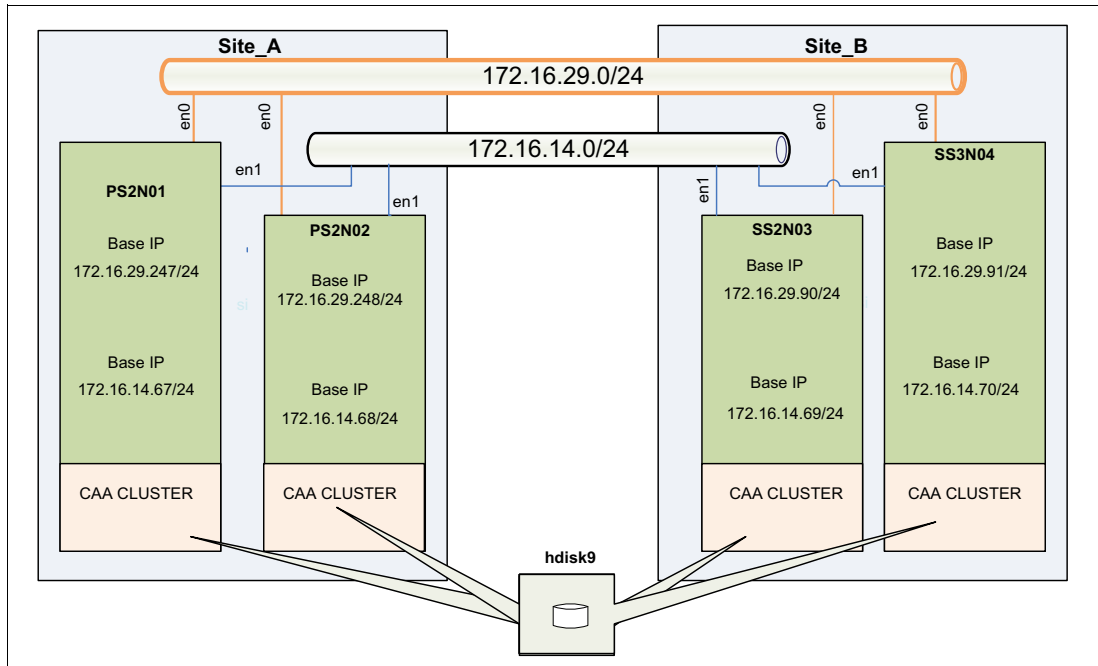 Site_A
Site_B
172.16.29.0/24
en0
en0
en0
en0
172.16.14.0/24
en1
en1
en1
en1
PS2N01
Base IP
172.16.29.247/24
Base IP
172.16.14.67/24
CAA CLUSTER
PS2N02
Base IP
172.16.29.248/24
Base IP
172.16.14.68/24
CAA CLUSTER
si
SS2N03
Base IP
172.16.29.90/24
Base IP
172.16.14.69/24
CAA CLUSTER
SS3N04
Base IP
172.16.29.91/24
Base IP
172.16.14.70/24
CAA CLUSTER
hdisk9